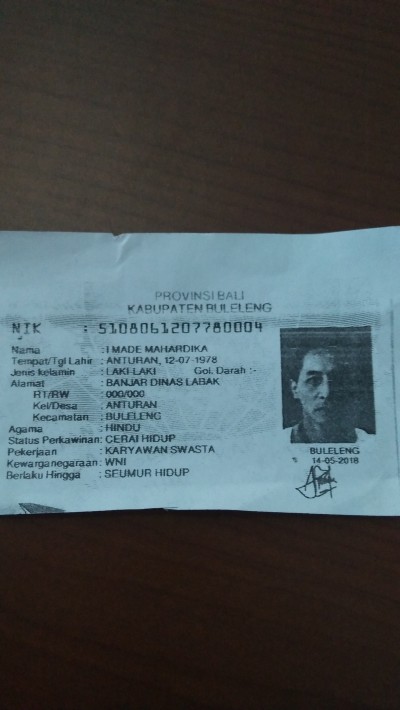 PROVINSI BALI
KABUPATEN BULELENG
NIK : 5108061207780004
Nama : I MADE MAHARDIKA
Tempat/Tgl Lahir : ANTURAN, 12-07-1978
Jenis kelamin : LAKI-LAKI Gol. Darah :-
Alamat : BANJAR DINAS LABAK
RT/RW : 000/000
Kel/Desa : ANTURAN
Kecamatan : BULELENG
Agama : HINDU
Status Perkawinan: CERAI HIDUP
Pekerjaan : KARYAWAN SWASTA
Kewarganegaraan: WNI
Berlaku Hingga : SEUMUR HIDUP
BULELENG
14-05-2018